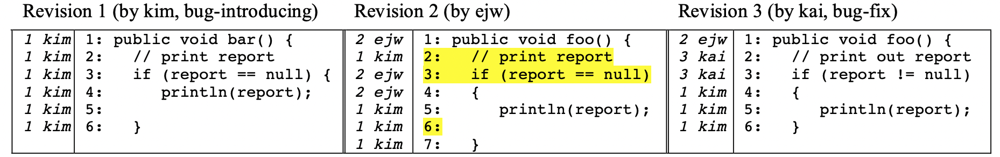 Revision 1 (by kim, bug-introducing)
1 kim 1: public void bar() {
1 kim 2: // print report
1 kim 3: if (report == null) {
1 kim 4: println(report);
1 kim 5:
1 kim 6: }
Revision 2 (by ejw)
2 ejw 1: public void foo() {
1 kim 2: // print report
2 ejw 3: if (report == null)
2 ejw 4: {
1 kim 5: println(report);
1 kim 6:
1 kim 7: }
Revision 3 (by kai, bug-fix)
2 ejw 1: public void foo() {
3 kai 2: // print out report
3 kai 3: if (report != null)
1 kim 4: {
1 kim 5: println(report);
1 kim 6: }